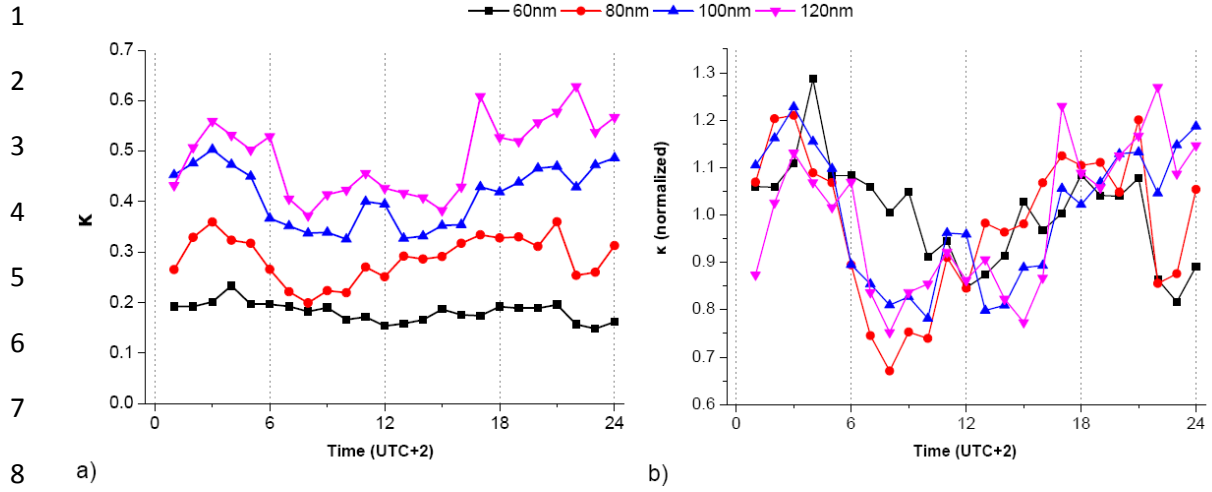 1
2
3
4
5
6
7
8
60nm 80nm 100nm 120nm
0.7
0.6
0.5
0.4
0.3
0.2
0.1
0.0
K
0 6 12 18 24
Time (UTC+2)
a)
1.3
1.2
1.1
1.0
0.9
0.8
0.7
0.6
κ (normalized)
0 6 12 18 24
Time (UTC+2)
b)